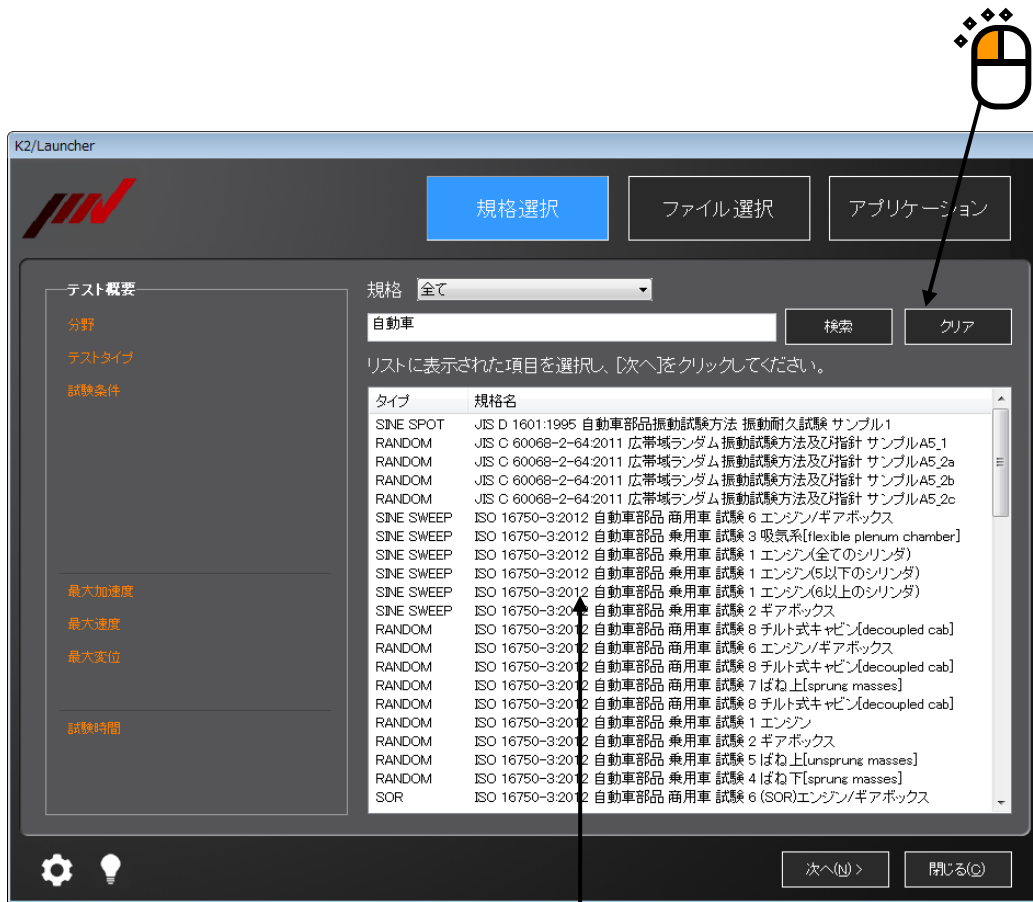 K2/Launcher
規格選択
ファイル選択
アプリケーション
テスト概要
分野
テストタイプ
試験条件
最大加速度
最大速度
最大変位
試験時間
規格 全て
自動車 検索 クリア
リストに表示された項目を選択し、[次へ]をクリックしてください。
タイプ 規格名
SINE SPOT JIS D 1601:1995 自動車部品振動試験方法 振動耐久試験 サンプル1
RANDOM JIS C 60068-2-64:2011 広帯域ランダム振動試験方法及び指針 サンプルA5_1
RANDOM JIS C 60068-2-64:2011 広帯域ランダム振動試験方法及び指針 サンプルA5_2a
RANDOM JIS C 60068-2-64:2011 広帯域ランダム振動試験方法及び指針 サンプルA5_2b
RANDOM JIS C 60068-2-64:2011 広帯域ランダム振動試験方法及び指針 サンプルA5_2c
SINE SWEEP ISO 16750-3:2012 自動車部品 商用車 試験 6 エンジン/ギアボックス
SINE SWEEP ISO 16750-3:2012 自動車部品 乗用車 試験 3 吸気系[flexible plenum chamber]
SINE SWEEP ISO 16750-3:2012 自動車部品 乗用車 試験 1 エンジン(全てのシリンダ)
SINE SWEEP ISO 16750-3:2012 自動車部品 乗用車 試験 1 エンジン(5以下のシリンダ)
SINE SWEEP ISO 16750-3:2012 自動車部品 乗用車 試験 1 エンジン(6以上のシリンダ)
SINE SWEEP ISO 16750-3:2012 自動車部品 乗用車 試験 2 ギアボックス
RANDOM ISO 16750-3:2012 自動車部品 商用車 試験 8 チルト式キャビン[decoupled cab]
RANDOM ISO 16750-3:2012 自動車部品 商用車 試験 6 エンジン/ギアボックス
RANDOM ISO 16750-3:2012 自動車部品 商用車 試験 8 チルト式キャビン[decoupled cab]
RANDOM ISO 16750-3:2012 自動車部品 商用車 試験 7 ばね上[sprung masses]
RANDOM ISO 16750-3:2012 自動車部品 商用車 試験 8 チルト式キャビン[decoupled cab]
RANDOM ISO 16750-3:2012 自動車部品 乗用車 試験 1 エンジン
RANDOM ISO 16750-3:2012 自動車部品 乗用車 試験 2 ギアボックス
RANDOM ISO 16750-3:2012 自動車部品 乗用車 試験 5 ばね上[unsprung masses]
RANDOM ISO 16750-3:2012 自動車部品 乗用車 試験 4 ばね下[sprung masses]
SOR ISO 16750-3:2012 自動車部品 商用車 試験 6 (SOR)エンジン/ギアボックス
次へ(N) >
閉じる(C)